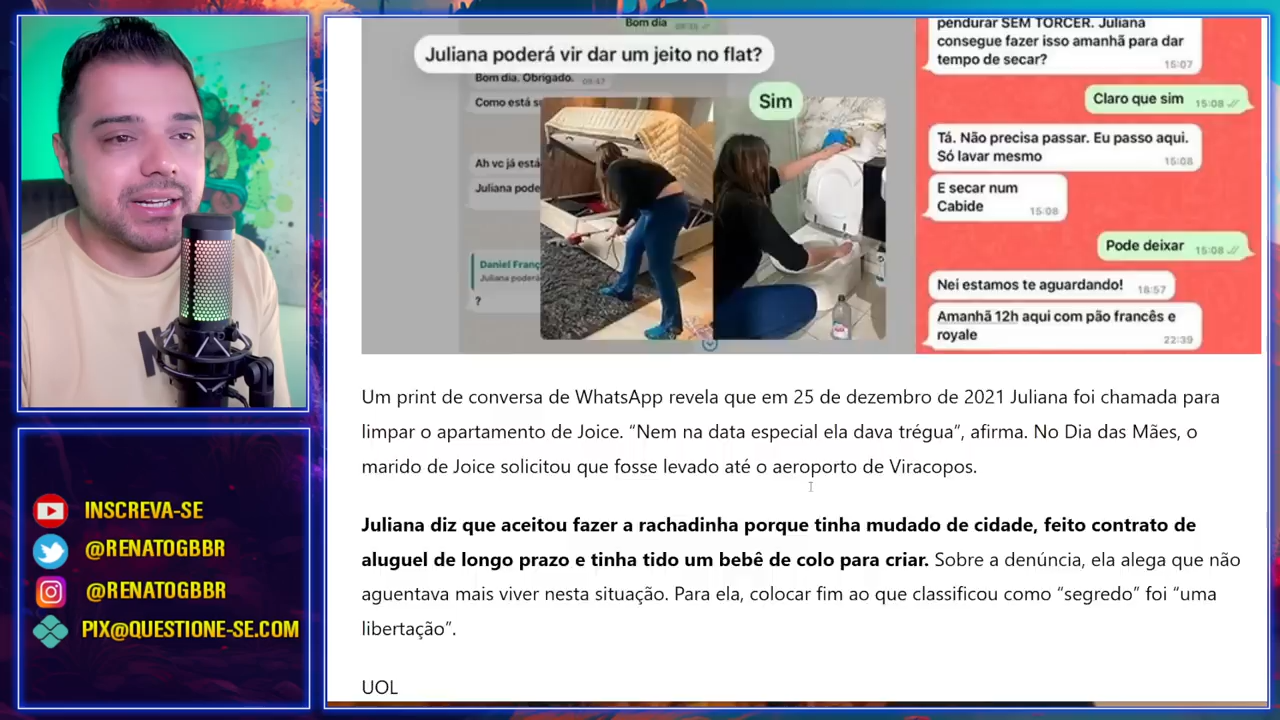 Bom dia
Juliana poderá vir dar um jeito no flat?
Bom dia. Obrigado. 09:47
Como está su
Sim
Ah vc já está
Juliana pode
Daniel Franç
Juliana poderá
?
pendurar SEM TORCER. Juliana
consegue fazer isso amanhã para dar
tempo de secar?
15:07
Claro que sim 15:08
Tá. Não precisa passar. Eu passo aqui.
Só lavar mesmo
15:08
E secar num
Cabide 15:08
Pode deixar 15:08
Nei estamos te aguardando! 18:57
Amanhã 12h aqui com pão francês e
royale
22:39
Um print de conversa de WhatsApp revela que em 25 de dezembro de 2021 Juliana foi chamada para
limpar o apartamento de Joice. “Nem na data especial ela dava trégua”, afirma. No Dia das Mães, o
marido de Joice solicitou que fosse levado até o aeroporto de Viracopos.
Juliana diz que aceitou fazer a rachadinha porque tinha mudado de cidade, feito contrato de
aluguel de longo prazo e tinha tido um bebê de colo para criar. Sobre a denúncia, ela alega que não
aguentava mais viver nesta situação. Para ela, colocar fim ao que classificou como “segredo” foi “uma
libertação”.
UOL
INSCREVA-SE
@RENATOGBBR
@RENATOGBBR
PIX@QUESTIONE-SE.COM